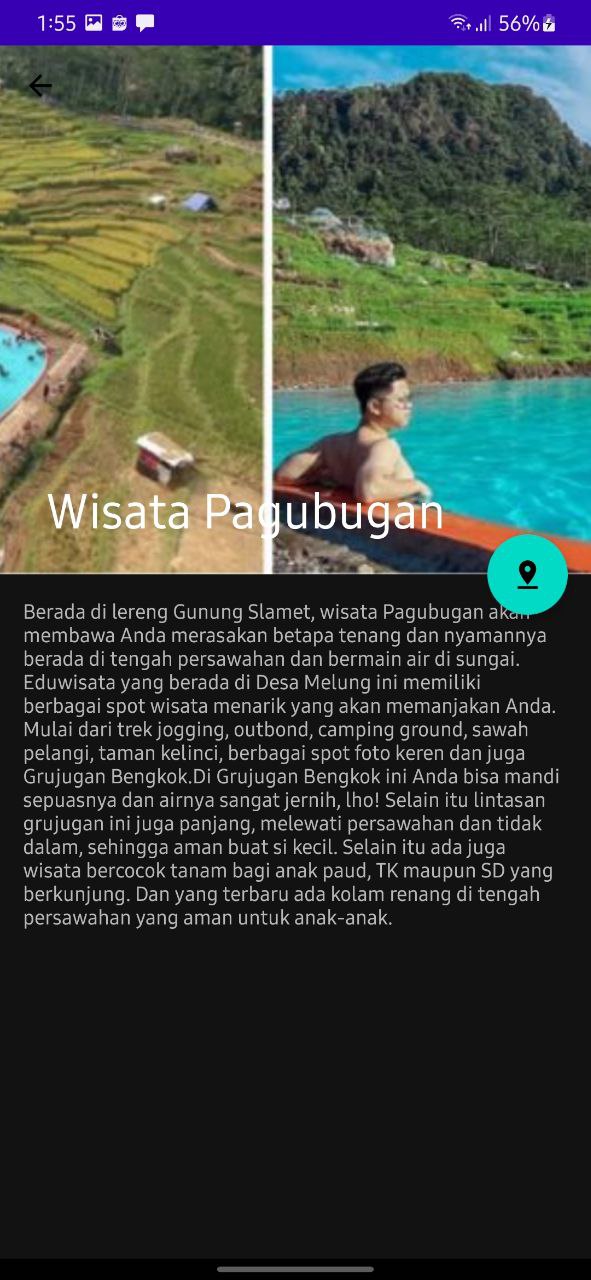 1:55
56%
Wisata Pagubugan
Berada di lereng Gunung Slamet, wisata Pagubugan akan
membawa Anda merasakan betapa tenang dan nyamannya
berada di tengah persawahan dan bermain air di sungai.
Eduwisata yang berada di Desa Melung ini memiliki
berbagai spot wisata menarik yang akan memanjakan Anda.
Mulai dari trek jogging, outbond, camping ground, sawah
pelangi, taman kelinci, berbagai spot foto keren dan juga
Grujugan Bengkok.Di Grujugan Bengkok ini Anda bisa mandi
sepuasnya dan airnya sangat jernih, lho! Selain itu lintasan
grujugan ini juga panjang, melewati persawahan dan tidak
dalam, sehingga aman buat si kecil. Selain itu ada juga
wisata bercocok tanam bagi anak paud, TK maupun SD yang
berkunjung. Dan yang terbaru ada kolam renang di tengah
persawahan yang aman untuk anak-anak.